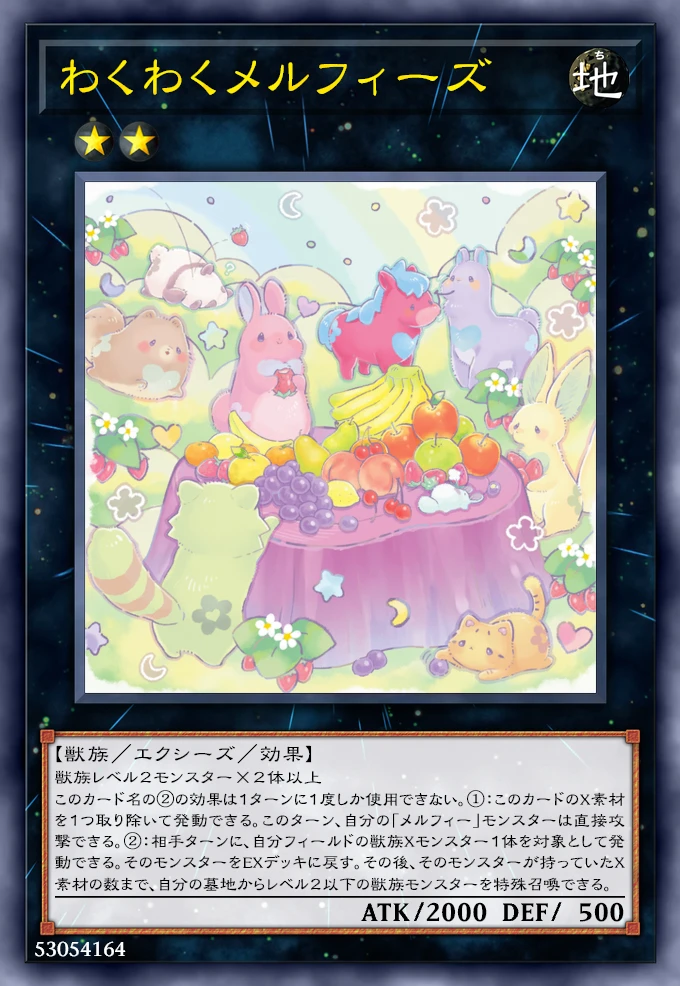 わくわくメルフィーズ
ち
地
【獣族／エクシーズ／効果】
獣族レベル２モンスター×２体以上
このカード名の②の効果は1ターンに1度しか使用できない。①：このカードのX素材
を1つ取り除いて発動できる。このターン、自分の「メルフィー」モンスターは直接攻
撃できる。②：相手ターンに、自分フィールドの獣族Xモンスター1体を対象として発
動できる。そのモンスターをEXデッキに戻す。その後、そのモンスターが持っていたX
素材の数まで、自分の墓地からレベル２以下の獣族モンスターを特殊召喚できる。
ATK/2000 DEF/ 500
53054164